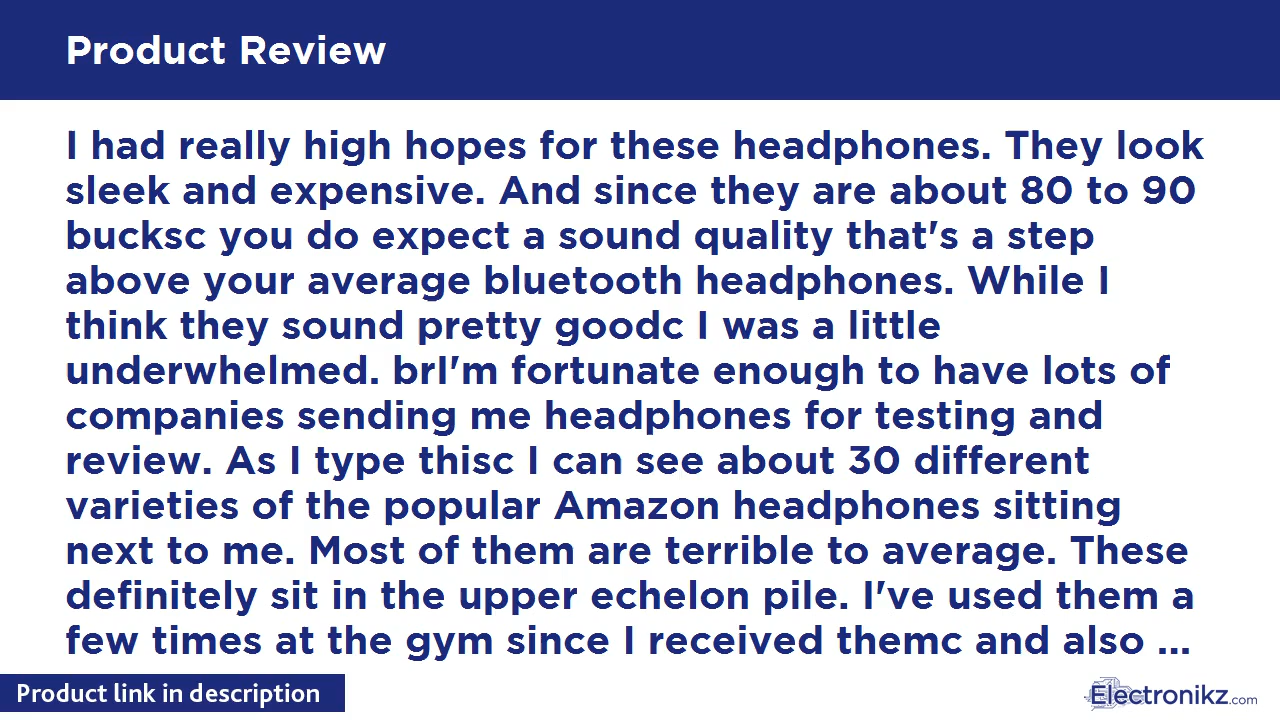 Product Review
I had really high hopes for these headphones. They look
sleek and expensive. And since they are about 80 to 90
bucksc you do expect a sound quality that's a step
above your average bluetooth headphones. While I
think they sound pretty goodc I was a little
underwhelmed. brI'm fortunate enough to have lots of
companies sending me headphones for testing and
review. As I type thisc I can see about 30 different
varieties of the popular Amazon headphones sitting
next to me. Most of them are terrible to average. These
definitely sit in the upper echelon pile. I've used them a
few times at the gym since I received themc and also ...
Product link in description
Electronikz.com